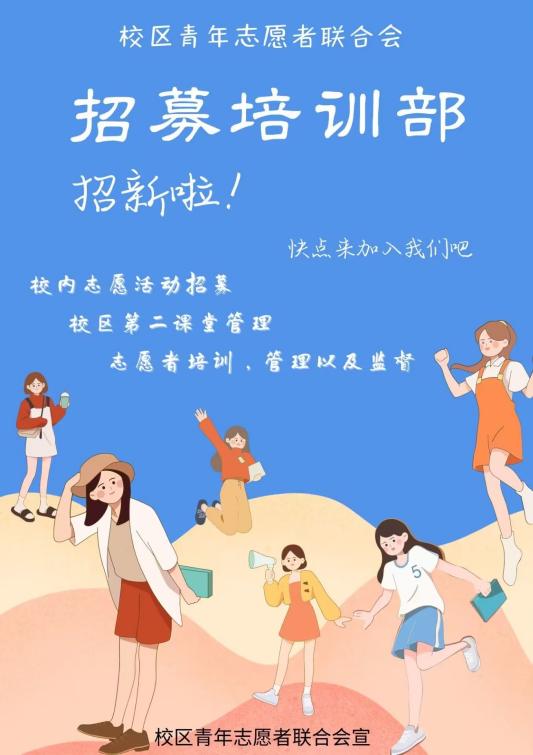 校区青年志愿者联合会
招募培训部
招新啦！
快点来加入我们吧
校内志愿活动招募
校区第二课堂管理
志愿者培训，管理以及监督
5
校区青年志愿者联合会宣